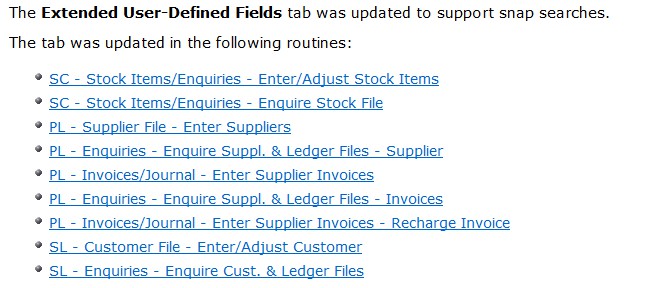 The Extended User-Defined Fields tab was updated to support snap searches.
The tab was updated in the following routines:
SC - Stock Items/Enquiries - Enter/Adjust Stock Items
SC - Stock Items/Enquiries - Enquire Stock File
PL - Supplier File - Enter Suppliers
PL - Enquiries - Enquire Suppl. & Ledger Files - Supplier
PL - Invoices/Journal - Enter Supplier Invoices
PL - Enquiries - Enquire Suppl. & Ledger Files - Invoices
PL - Invoices/Journal - Enter Supplier Invoices - Recharge Invoice
SL - Customer File - Enter/Adjust Customer
SL - Enquiries - Enquire Cust. & Ledger Files